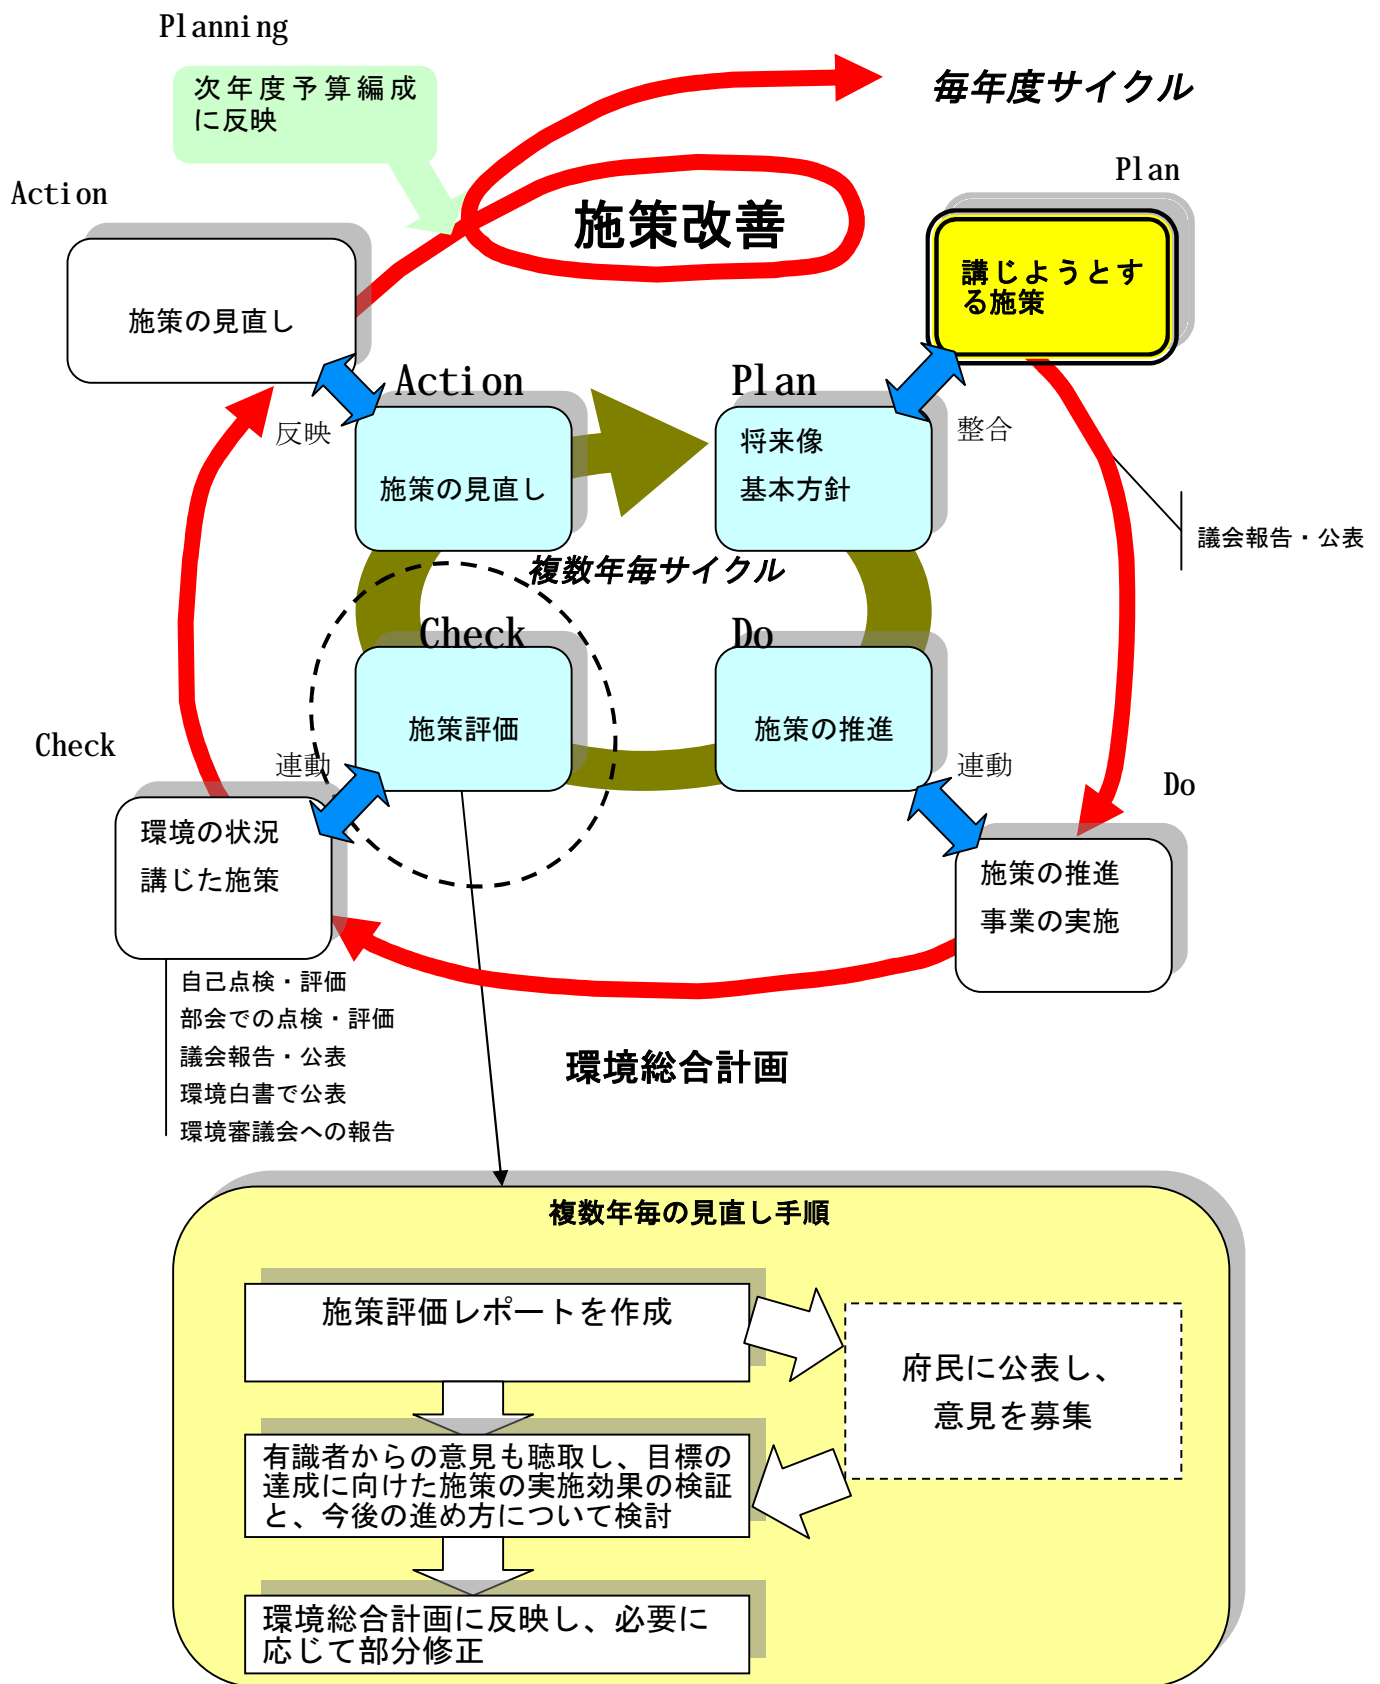 Planning
次年度予算編成
に反映
毎年度サイクル
Plan
Action
施策改善
講じようとす
る施策
施策の見直し
Action
Plan
反映
整合
将来像
基本方針
施策の見直し
議会報告・公表
複数年毎サイクル
Check
Do
施策評価
施策の推進
Check
連動
連動
Do
環境の状況
講じた施策
施策の推進
事業の実施
自己点検・評価
部会での点検・評価
議会報告・公表
環境白書で公表
環境審議会への報告
環境総合計画
複数年毎の見直し手順
施策評価レポートを作成
府民に公表し、
意見を募集
有識者からの意見も聴取し、目標の
達成に向けた施策の実施効果の検証
と、今後の進め方について検討
環境総合計画に反映し、必要に
応じて部分修正